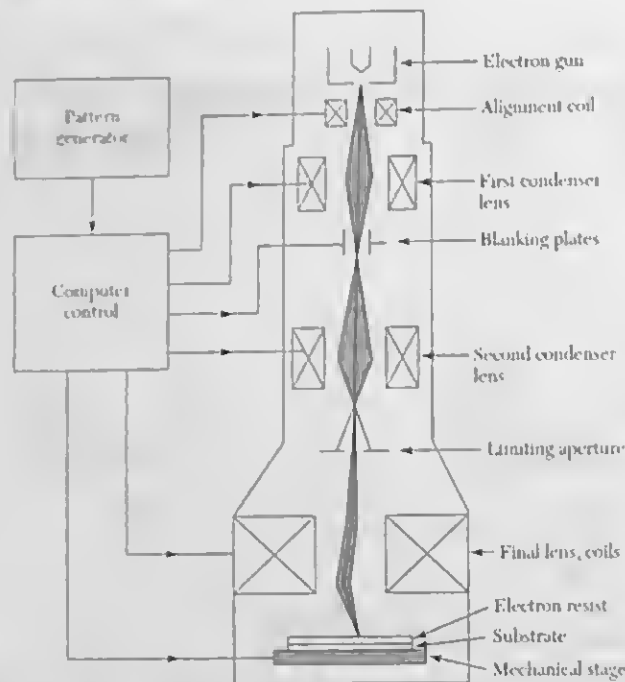 Electron gun
Alignment coil
Pattern
generator
First condenser
lens
Blanking plates
Computer
control
Second condenser
lens
Limiting aperture
Final lens, coils
Electron resist
Substrate
Mechanical stage